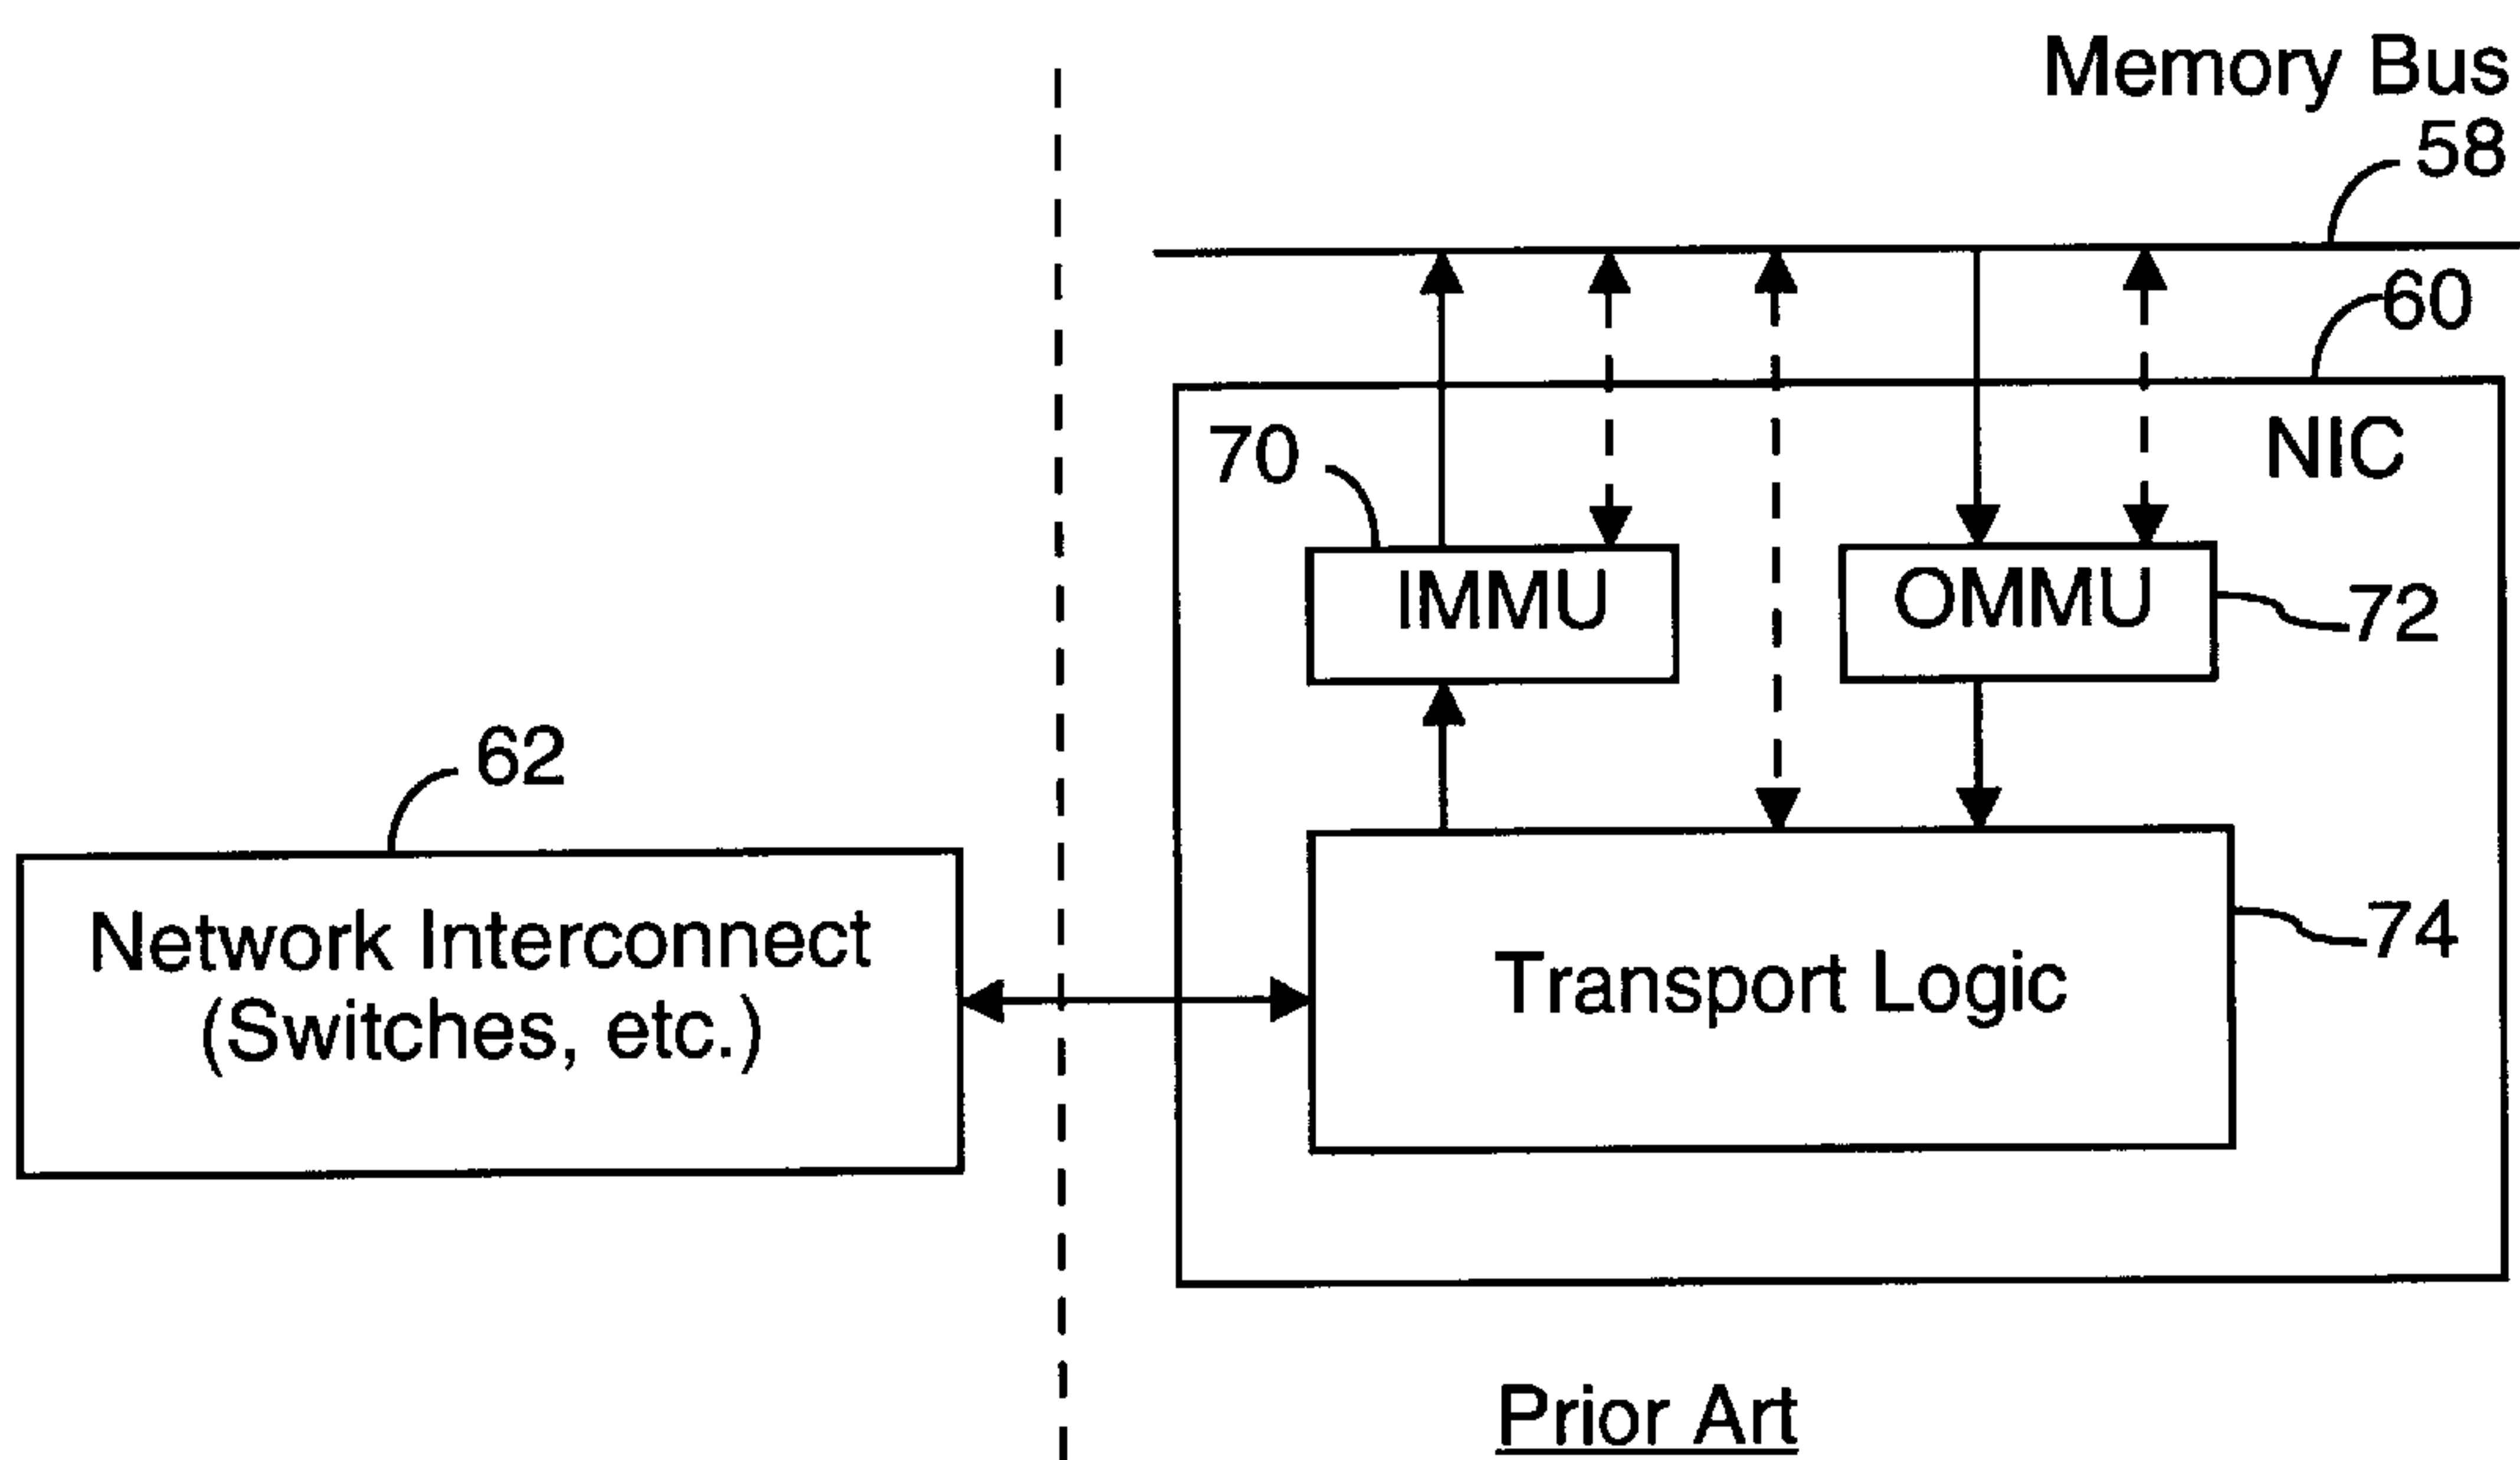 Memory Bus
58
60
NIC
70
IMMU
OMMU
72
62
Network Interconnect
(Switches, etc.)
Transport Logic
74
Prior Art